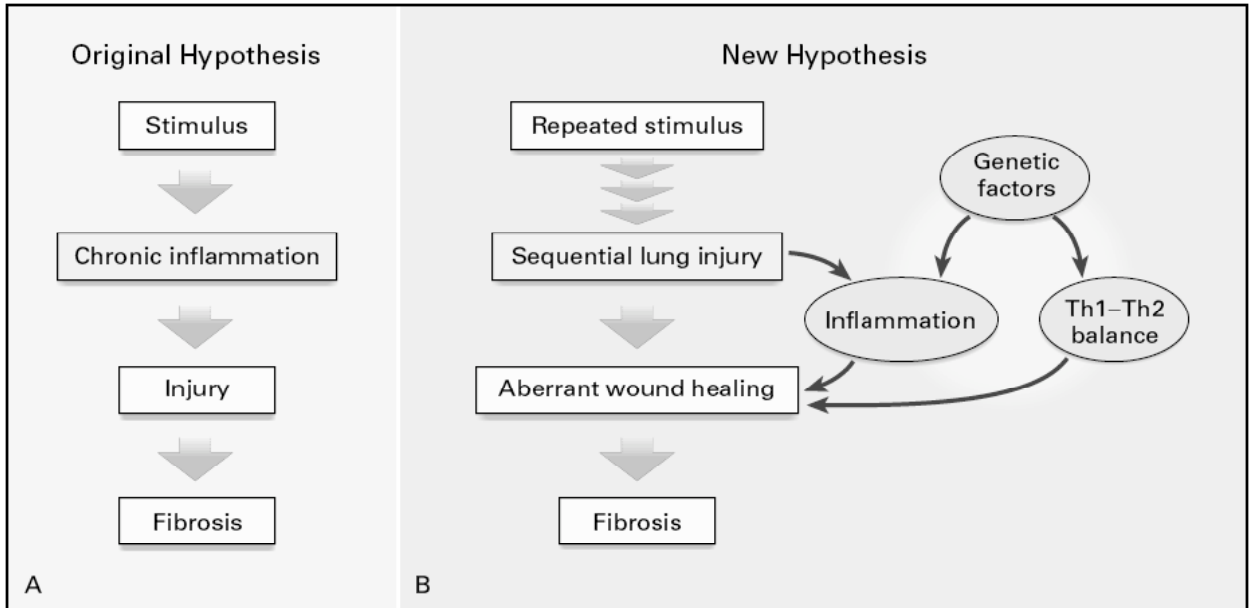 Original Hypothesis
Stimulus
Chronic inflammation
Injury
Fibrosis
A
New Hypothesis
Repeated stimulus
Sequential lung injury
Aberrant wound healing
Fibrosis
Genetic
factors
Inflammation
Th1–Th2
balance
B